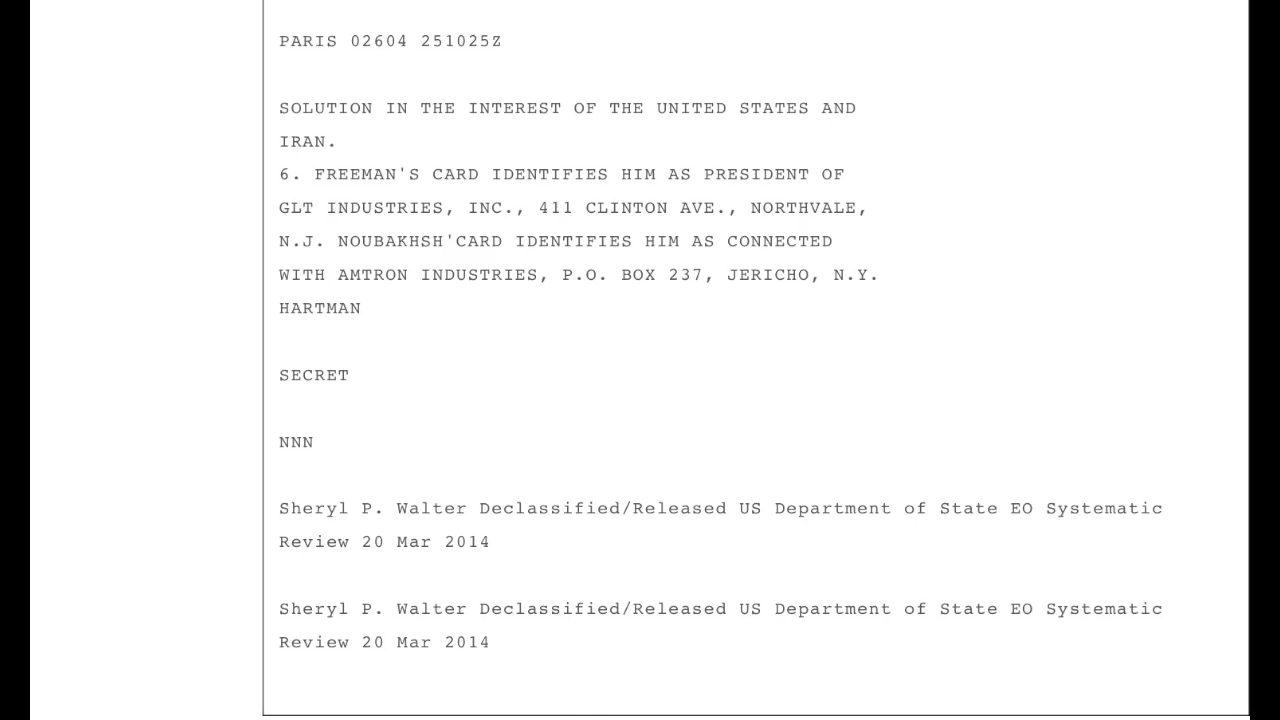 PARIS 02604 251025Z
SOLUTION IN THE INTEREST OF THE UNITED STATES AND
IRAN.
6. FREEMAN'S CARD IDENTIFIES HIM AS PRESIDENT OF
GLT INDUSTRIES, INC., 411 CLINTON AVE., NORTHVALE,
N.J. NOUBAKHSH'CARD IDENTIFIES HIM AS CONNECTED
WITH AMTRON INDUSTRIES, P.O. BOX 237, JERICHO, N.Y.
HARTMAN
SECRET
NNN
Sheryl P. Walter Declassified/Released US Department of State EO Systematic
Review 20 Mar 2014
Sheryl P. Walter Declassified/Released US Department of State EO Systematic
Review 20 Mar 2014